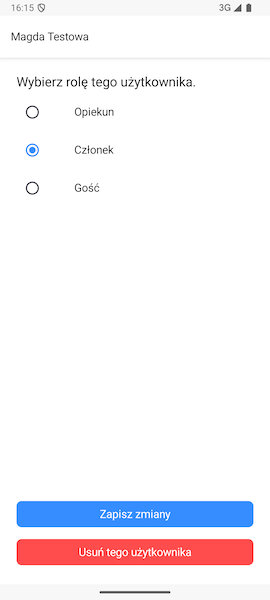 16:15 3G
Magda Testowa
Wybierz rolę tego użytkownika.
Opiekun
Członek
Gość
Zapisz zmiany
Usuń tego użytkownika